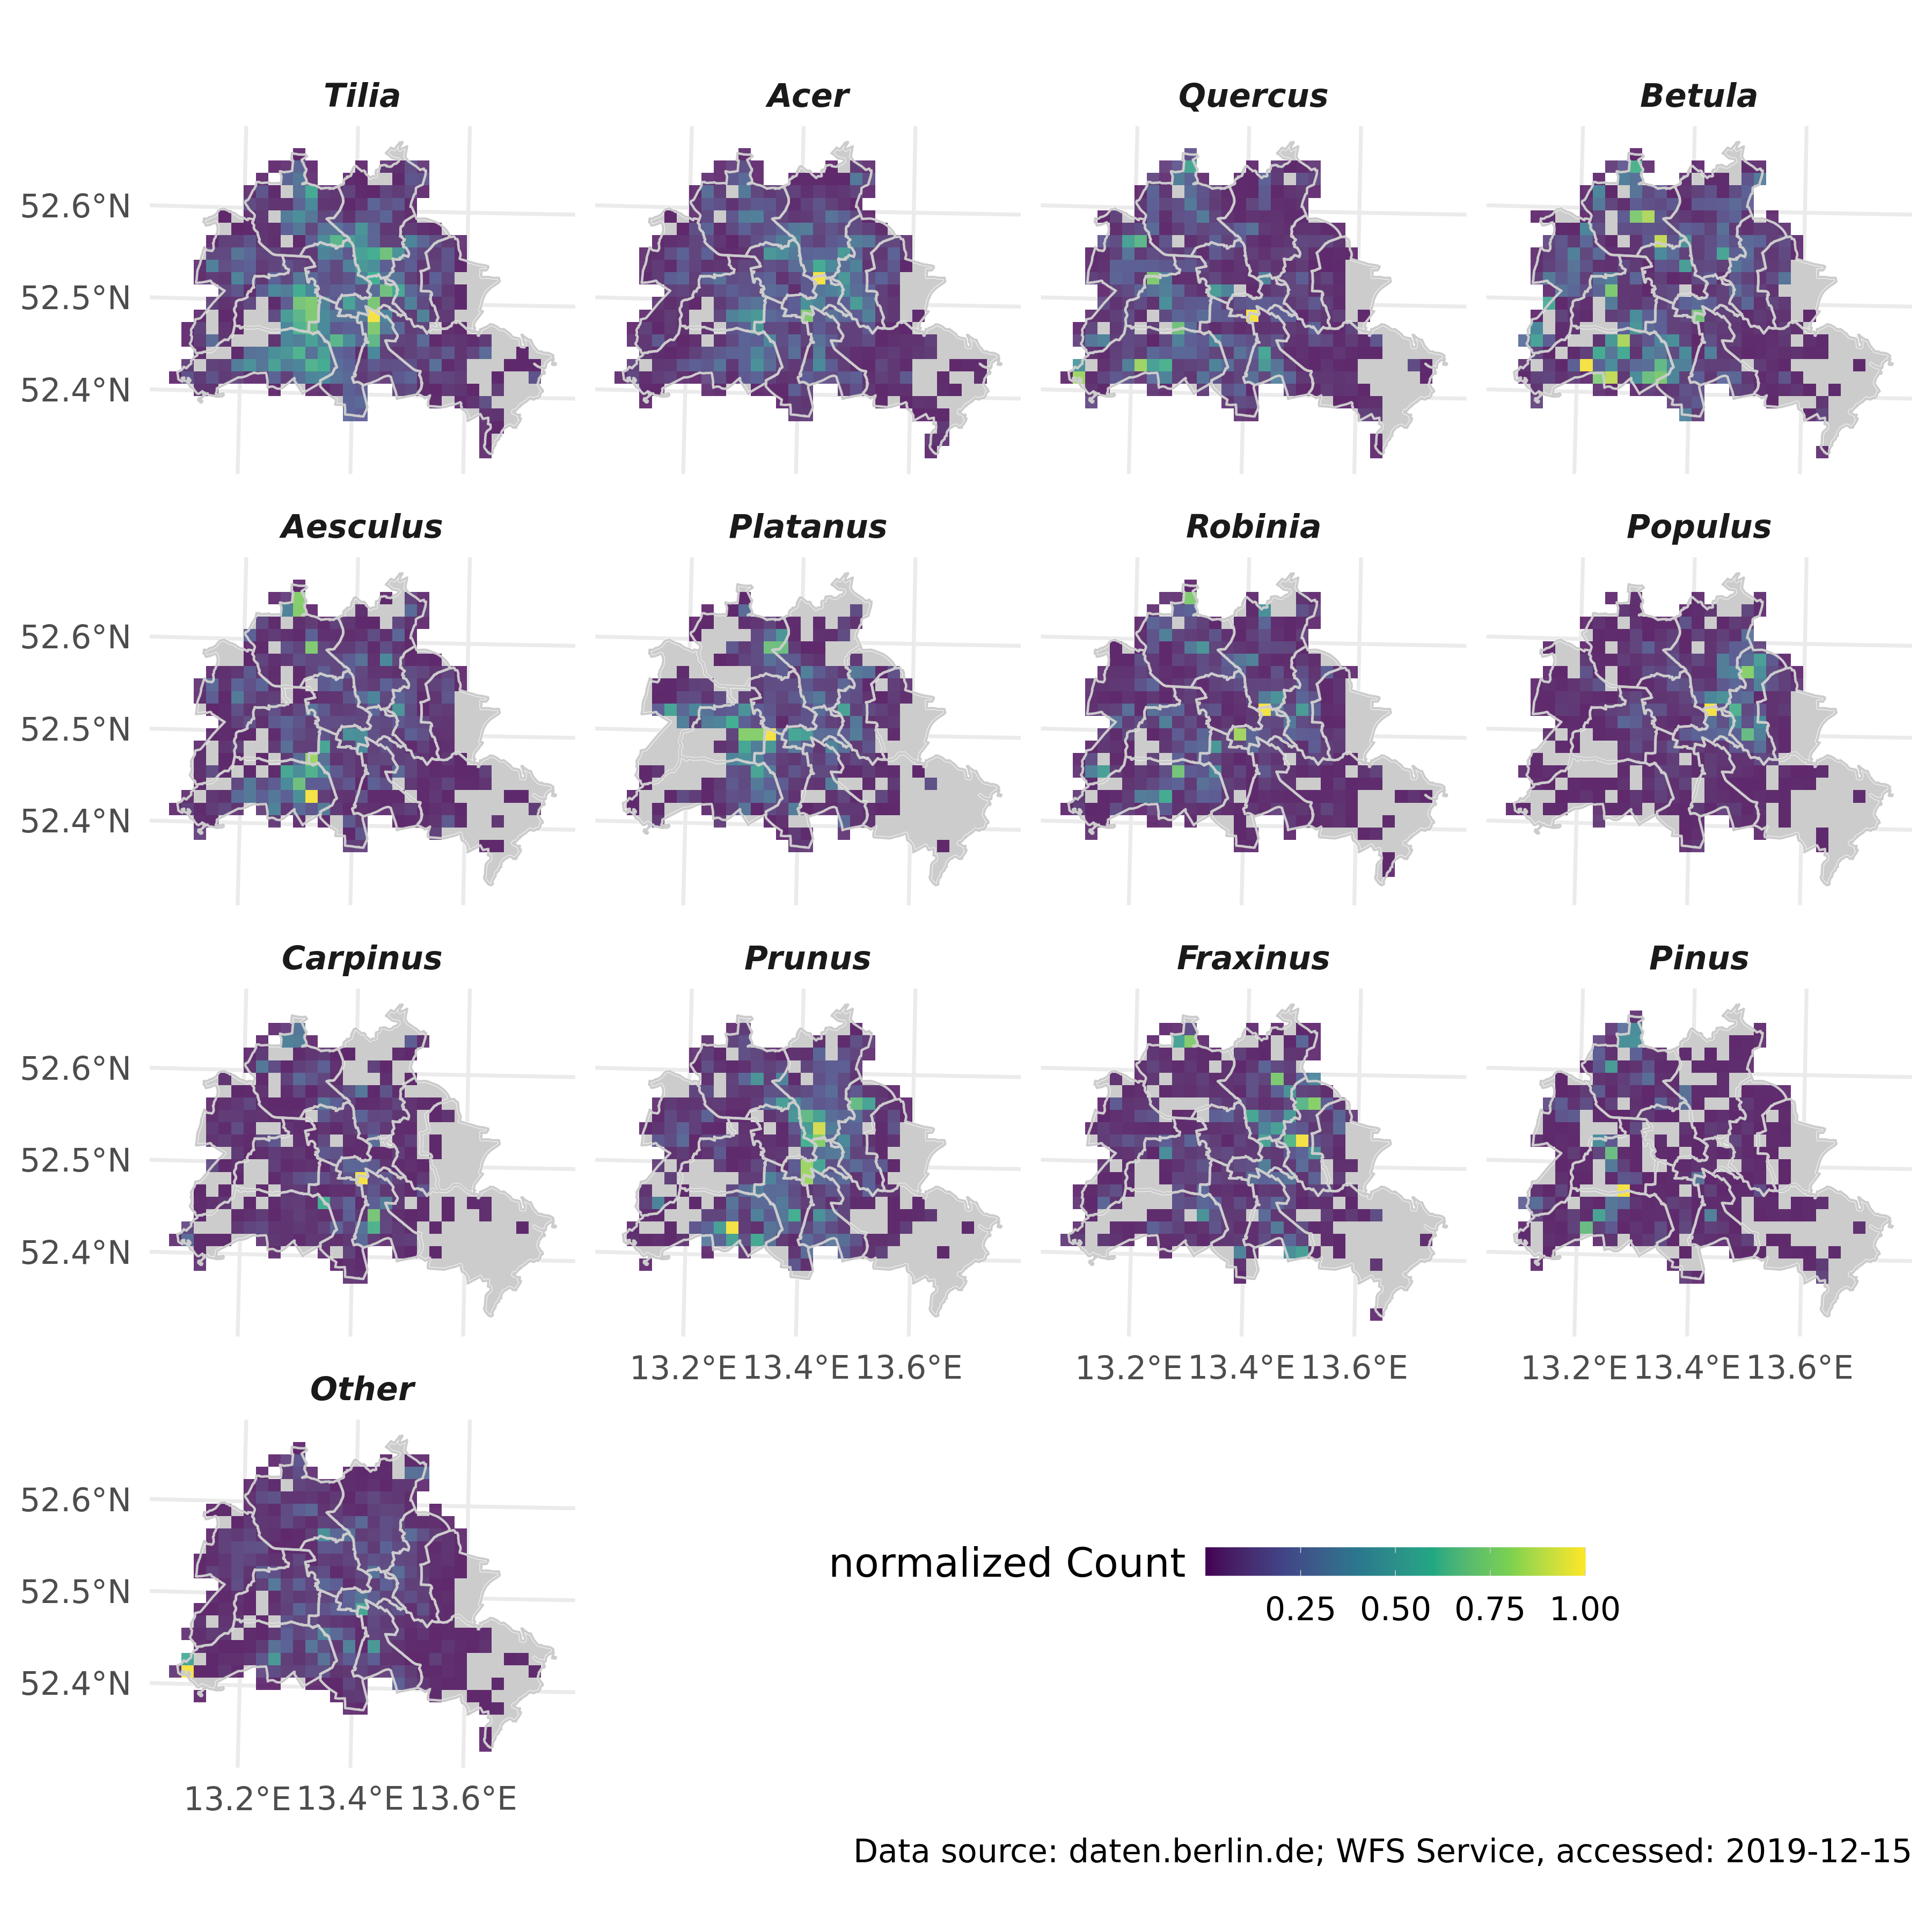 Tilia Acer Quercus Betula
52.6°N
52.5°N
52.4°N
Aesculus Platanus Robinia Populus
52.6°N
52.5°N
52.4°N
Carpinus Prunus Fraxinus Pinus
52.6°N
52.5°N
52.4°N
13.2°E 13.4°E 13.6°E 13.2°E 13.4°E 13.6°E 13.2°E 13.4°E 13.6°E
Other
52.6°N
52.5°N
52.4°N
13.2°E 13.4°E 13.6°E
normalized Count
0.25 0.50 0.75 1.00
Data source: daten.berlin.de; WFS Service, accessed: 2019-12-15